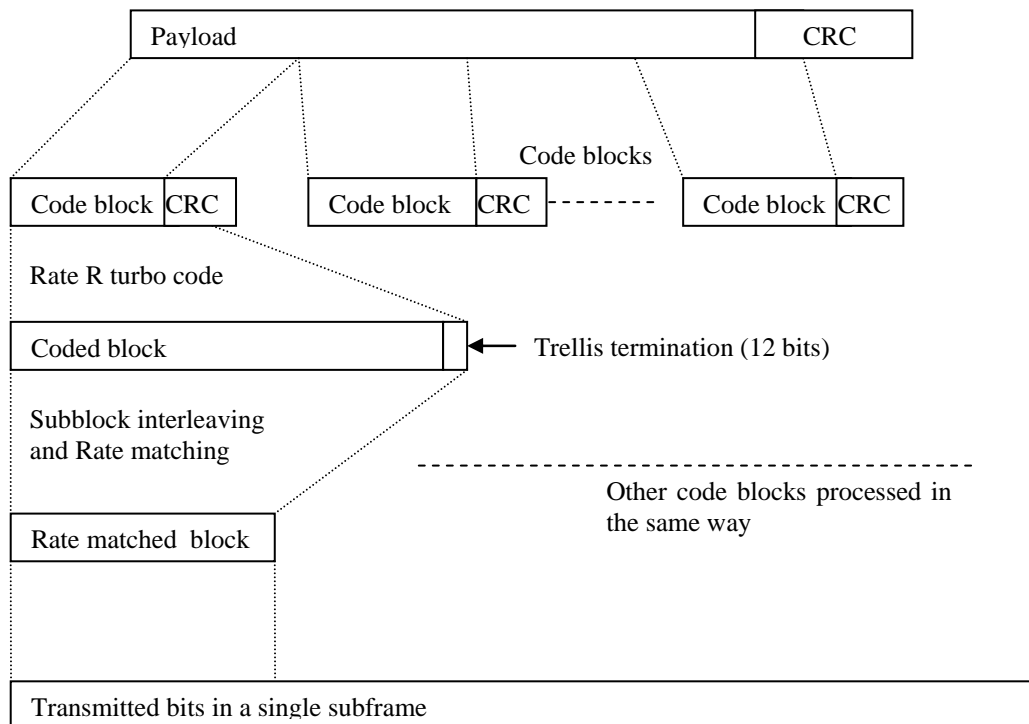 Payload CRC
Code blocks
Code block CRC Code block CRC Code block CRC
Rate R turbo code
Coded block
Trellis termination (12 bits)
Subblock interleaving
and Rate matching
Other code blocks processed in
the same way
Rate matched block
Transmitted bits in a single subframe